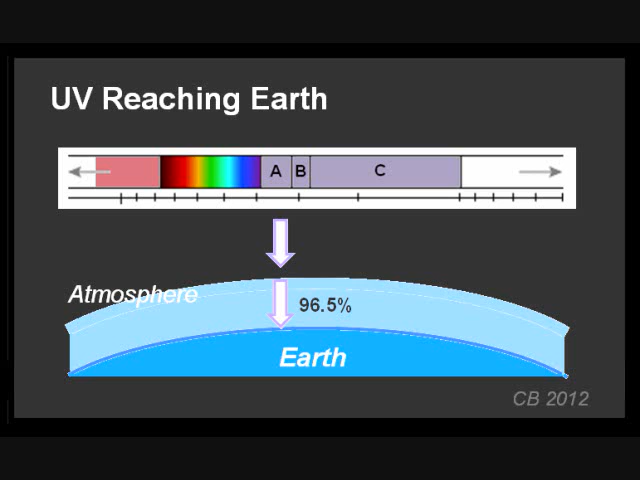 UV Reaching Earth
A B C
Atmosphere
96.5%
Earth
CB 2012